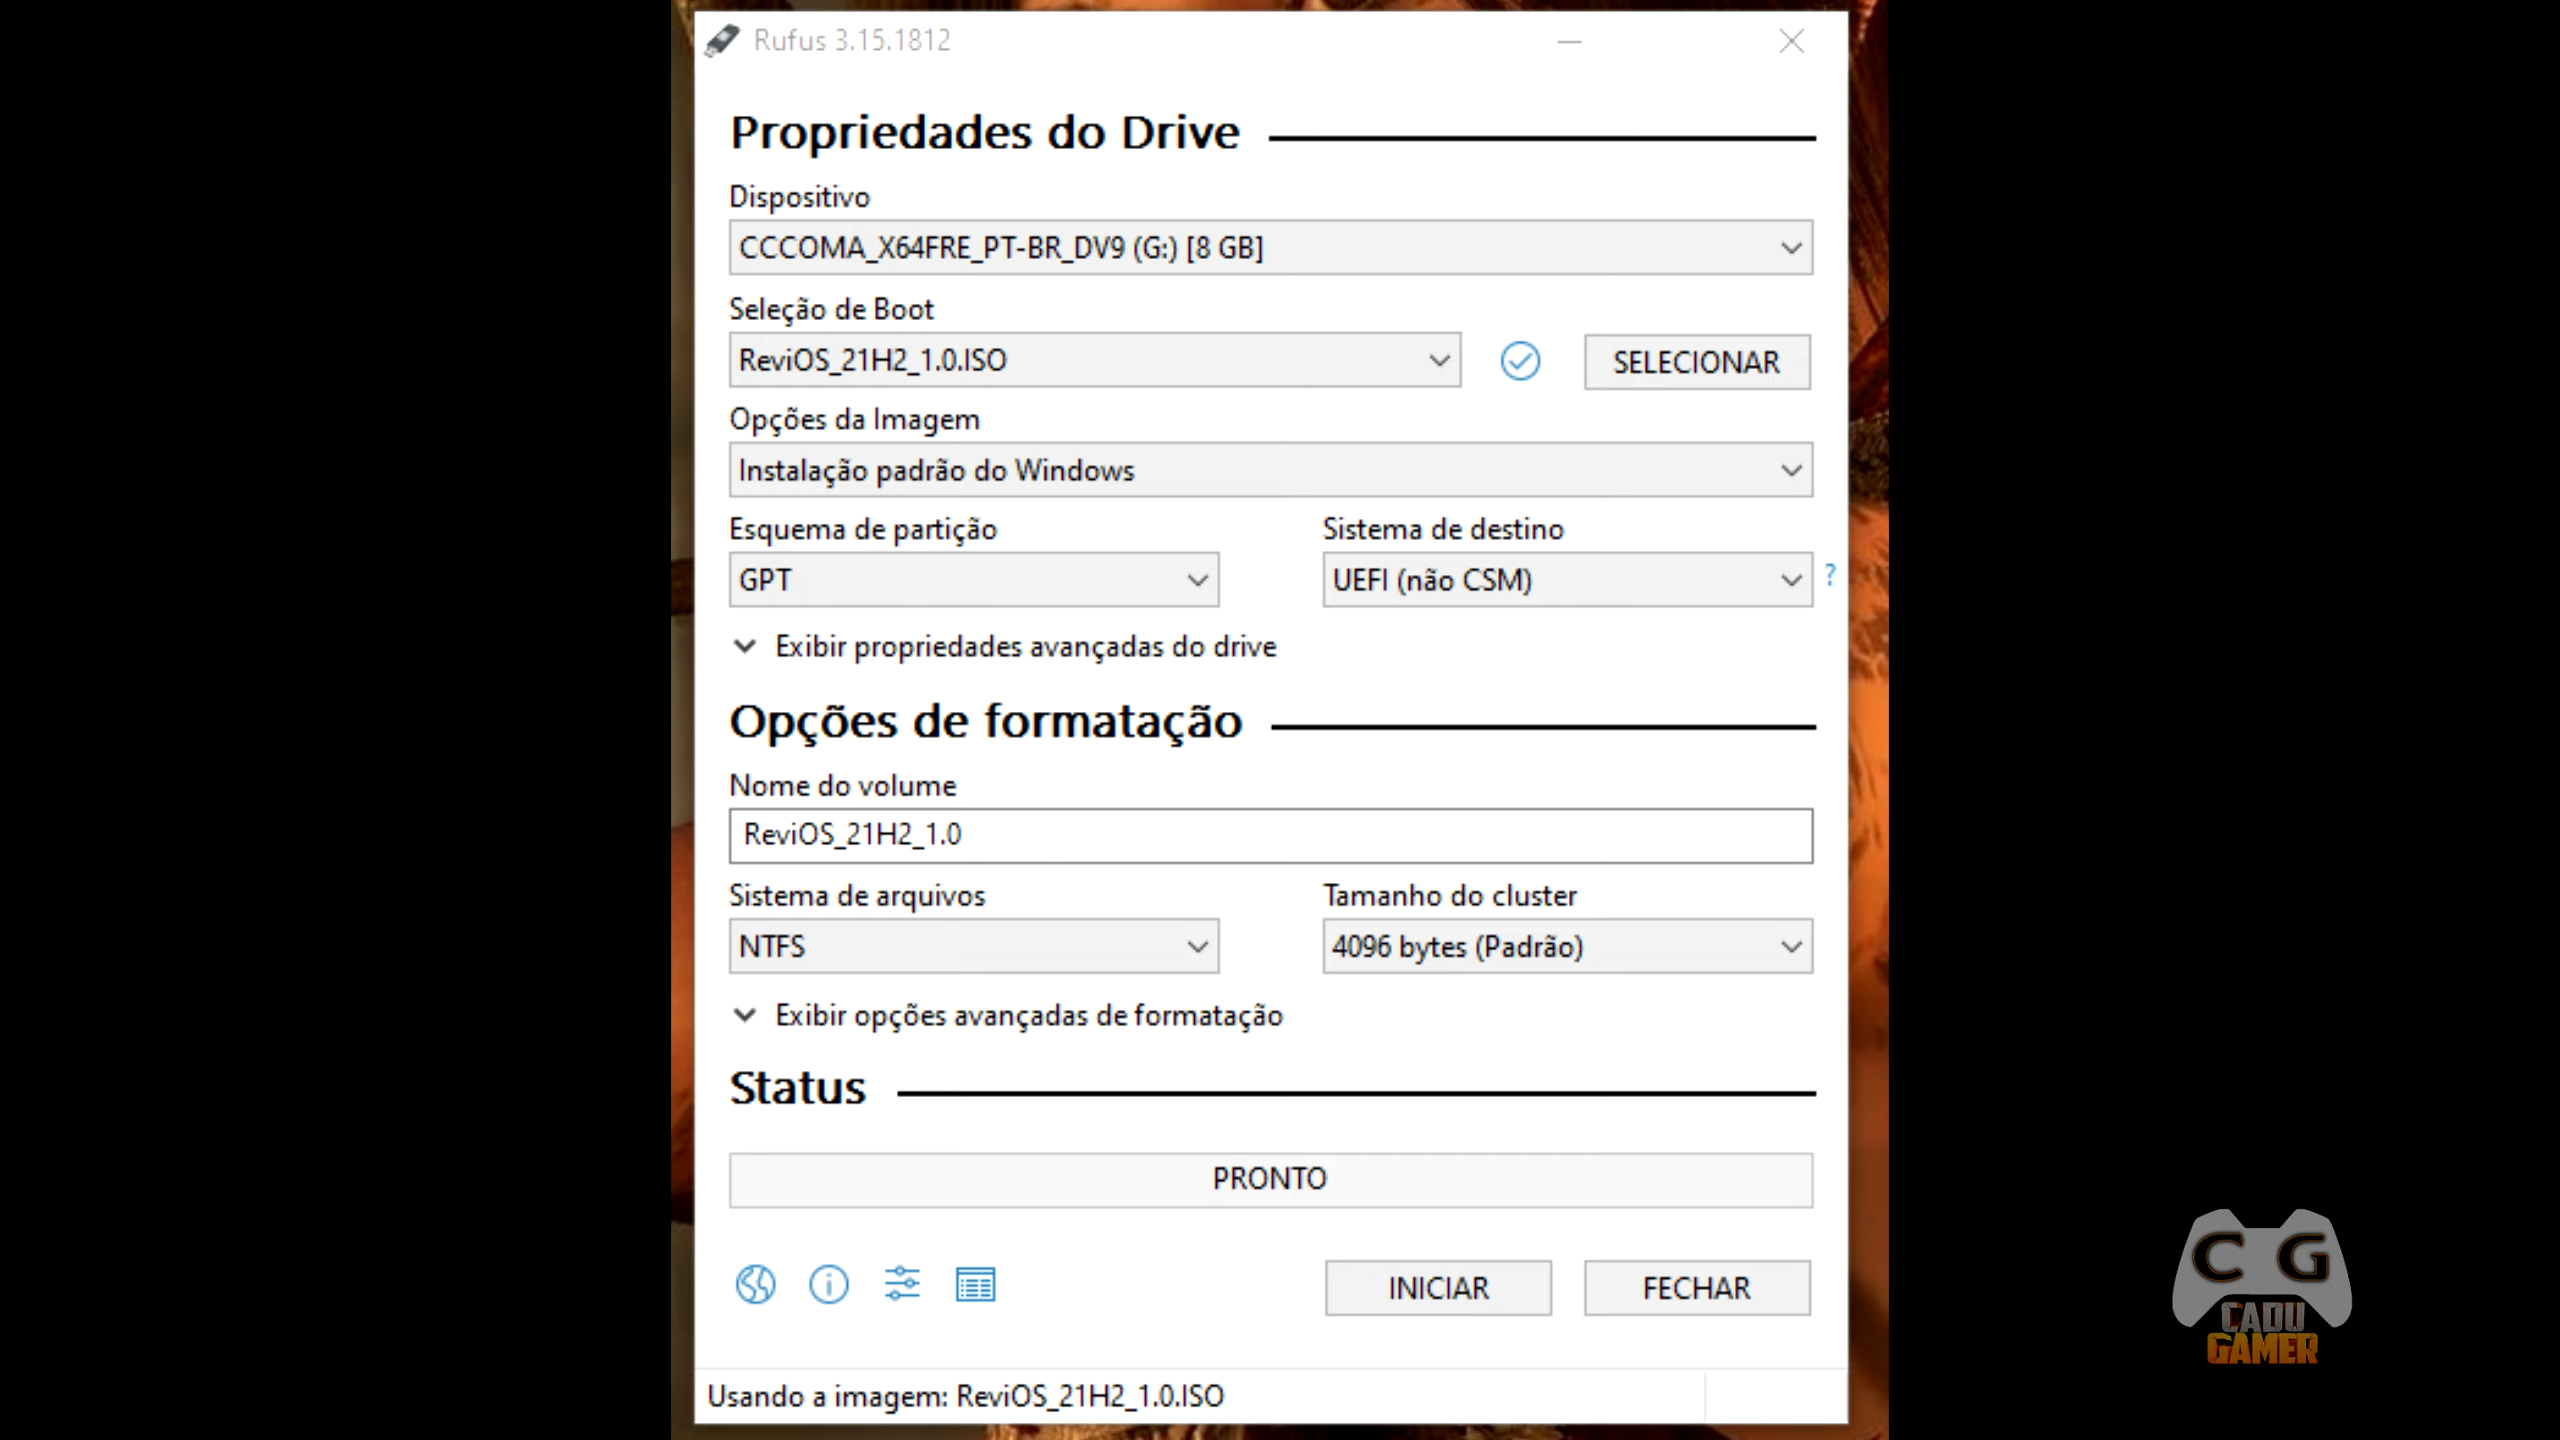 Rufus 3.15.1812
Propriedades do Drive
Dispositivo
CCCOMA_X64FRE_PT-BR_DV9 (G:) [8 GB]
Seleção de Boot
ReviOS_21H2_1.0.ISO
SELECIONAR
Opções da Imagem
Instalação padrão do Windows
Esquema de partição
Sistema de destino
GPT
UEFI (não CSM)
?
Exibir propriedades avançadas do drive
Opções de formatação
Nome do volume
ReviOS_21H2_1.0
Sistema de arquivos
Tamanho do cluster
NTFS
4096 bytes (Padrão)
Exibir opções avançadas de formatação
Status
PRONTO
INICIAR
FECHAR
Usando a imagem: ReviOS_21H2_1.0.ISO
C G
CADU
GAMER